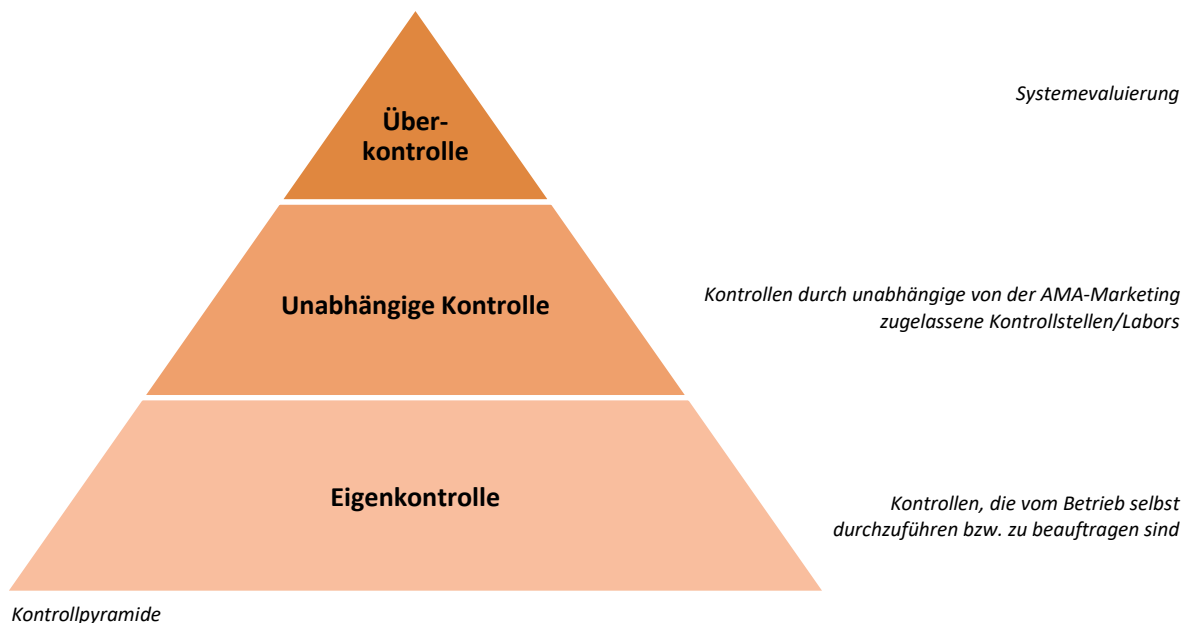 Über-
kontrolle
Systemevaluierung
Unabhängige Kontrolle
Kontrollen durch unabhängige von der AMA-Marketing
zugelassene Kontrollstellen/Labors
Eigenkontrolle
Kontrollen, die vom Betrieb selbst
durchzuführen bzw. zu beauftragen sind
Kontrollpyramide